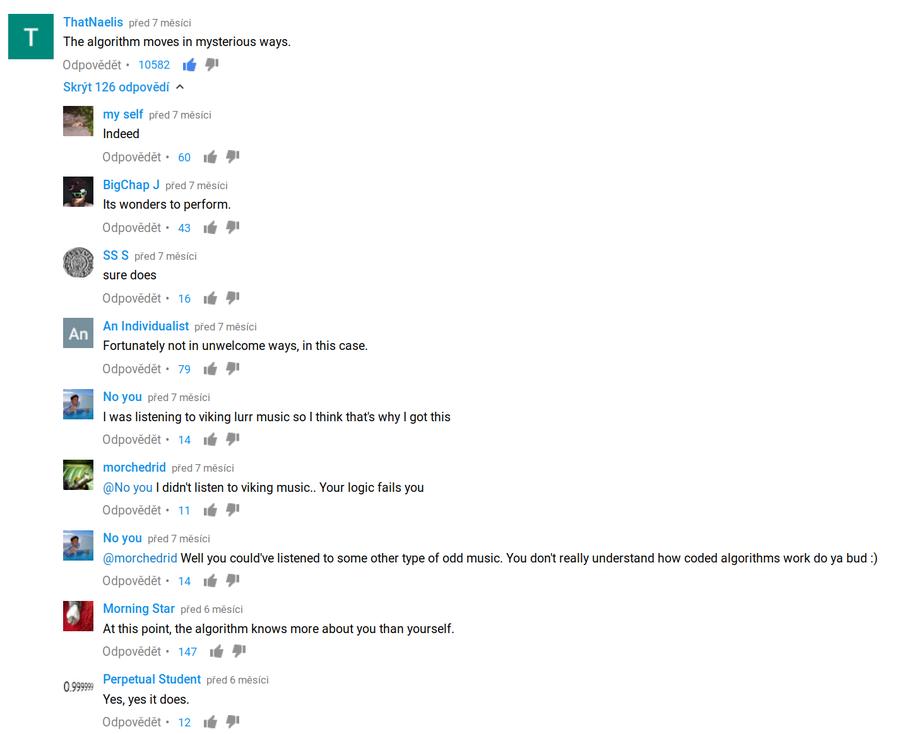 T
ThatNaelis před 7 měsíci
The algorithm moves in mysterious ways.
Odpovědět • 10582
Skrýt 126 odpovědí
my self před 7 měsíci
Indeed
Odpovědět • 60
BigChap J před 7 měsíci
Its wonders to perform.
Odpovědět • 43
SS S před 7 měsíci
sure does
Odpovědět • 16
An
An Individualist před 7 měsíci
Fortunately not in unwelcome ways, in this case.
Odpovědět • 79
No you před 7 měsíci
I was listening to viking lurr music so I think that's why I got this
Odpovědět • 14
morchedrid před 7 měsíci
@No you I didn't listen to viking music.. Your logic fails you
Odpovědět • 11
No you před 7 měsíci
@morchedrid Well you could've listened to some other type of odd music. You don't really understand how coded algorithms work do ya bud :)
Odpovědět • 14
Morning Star před 6 měsíci
At this point, the algorithm knows more about you than yourself.
Odpovědět • 147
0.999999
Perpetual Student před 6 měsíci
Yes, yes it does.
Odpovědět • 12